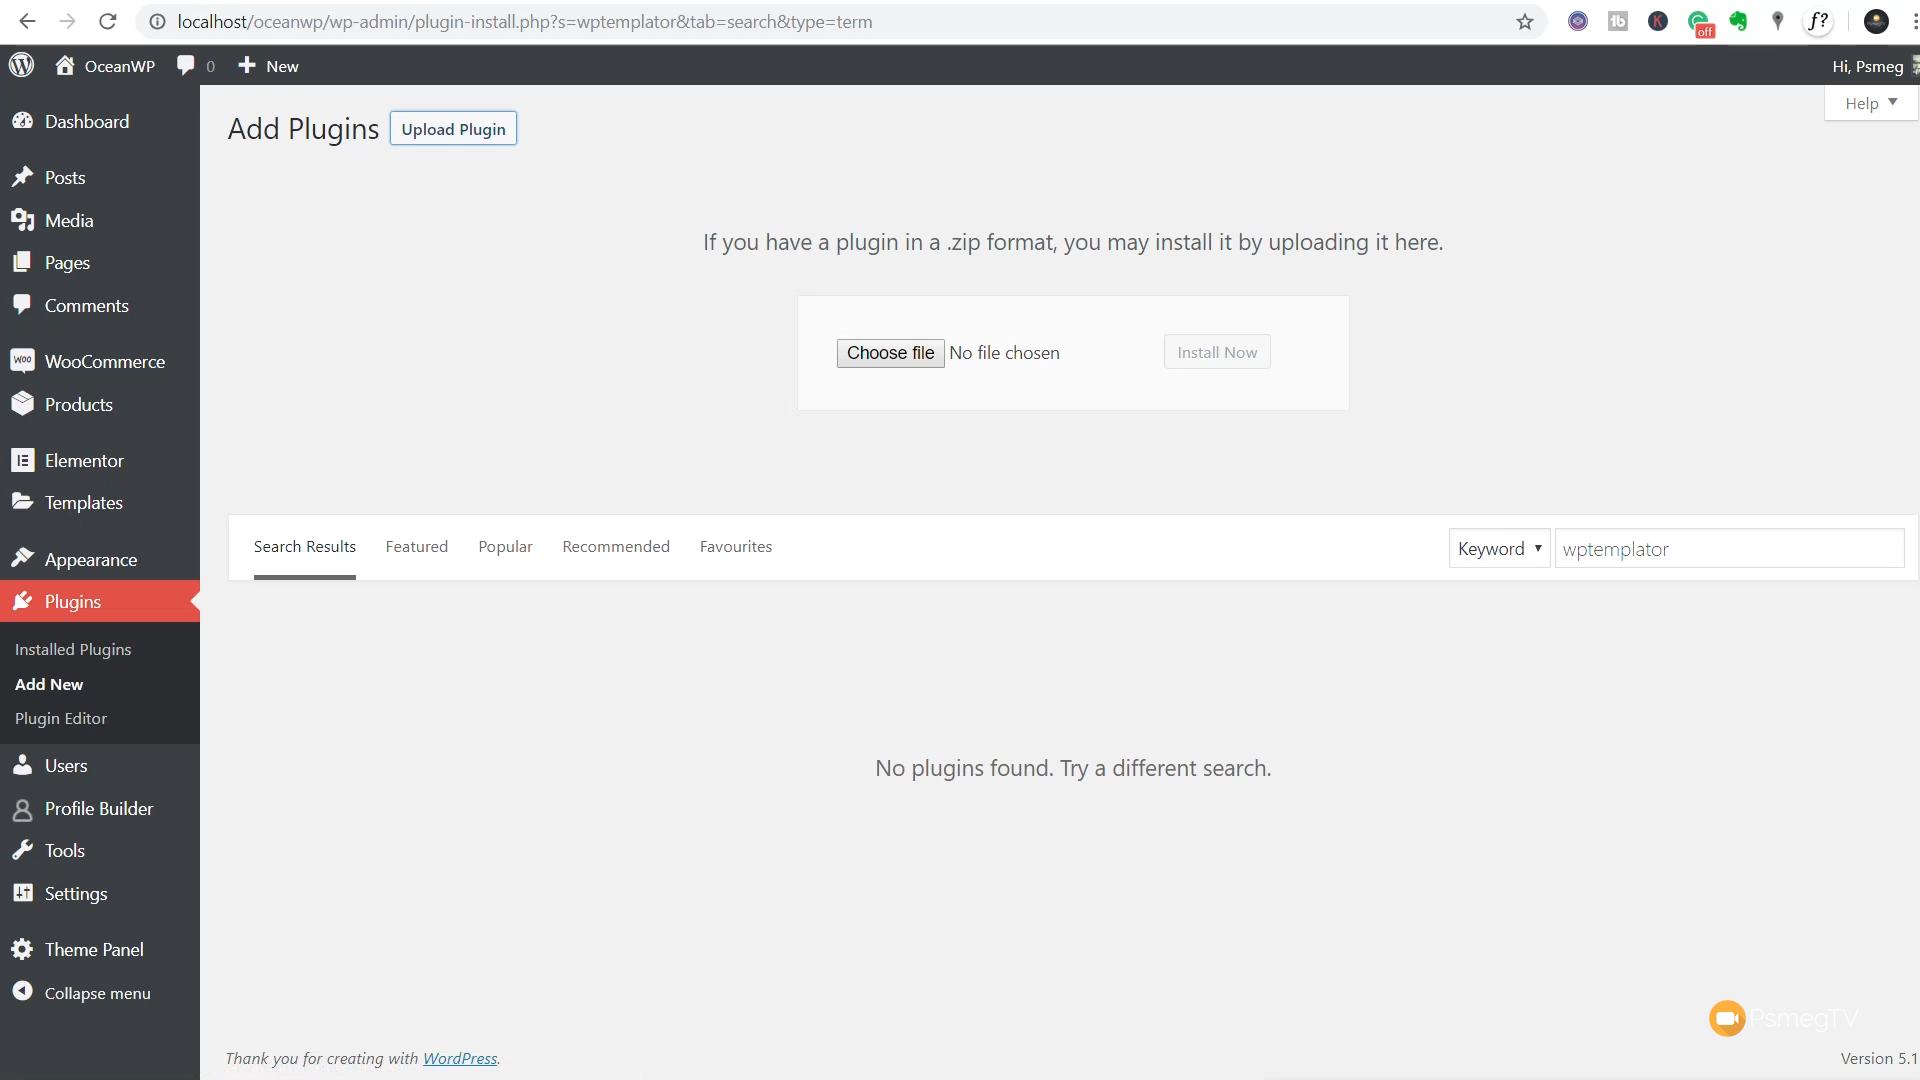 localhost/oceanwp/wp-admin/plugin-install.php?s=wptemplator&tab=search&type=term
1b
K
off
f?
OceanWP
0
New
Hi, Psmeg
Help
Dashboard
Posts
Media
Pages
Comments
Woo
WooCommerce
Products
Elementor
Templates
Appearance
Plugins
Installed Plugins
Add New
Plugin Editor
Users
Profile Builder
Tools
Settings
Theme Panel
Collapse menu
Add Plugins
Upload Plugin
If you have a plugin in a .zip format, you may install it by uploading it here.
Choose file No file chosen
Install Now
Search Results Featured Popular Recommended Favourites
Keyword
wptemplator
No plugins found. Try a different search.
PsmegTV
Thank you for creating with WordPress.
Version 5.1